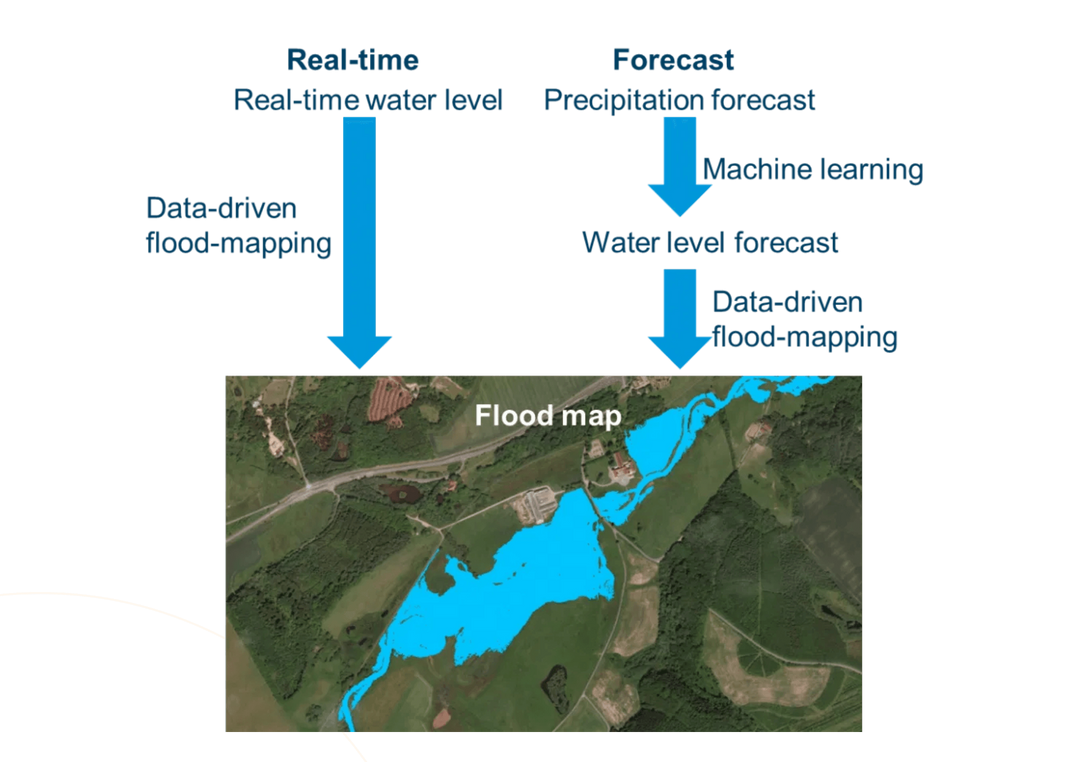 Real-time
Real-time water level
Data-driven
flood-mapping
Forecast
Precipitation forecast
Machine learning
Water level forecast
Data-driven
flood-mapping
Flood map